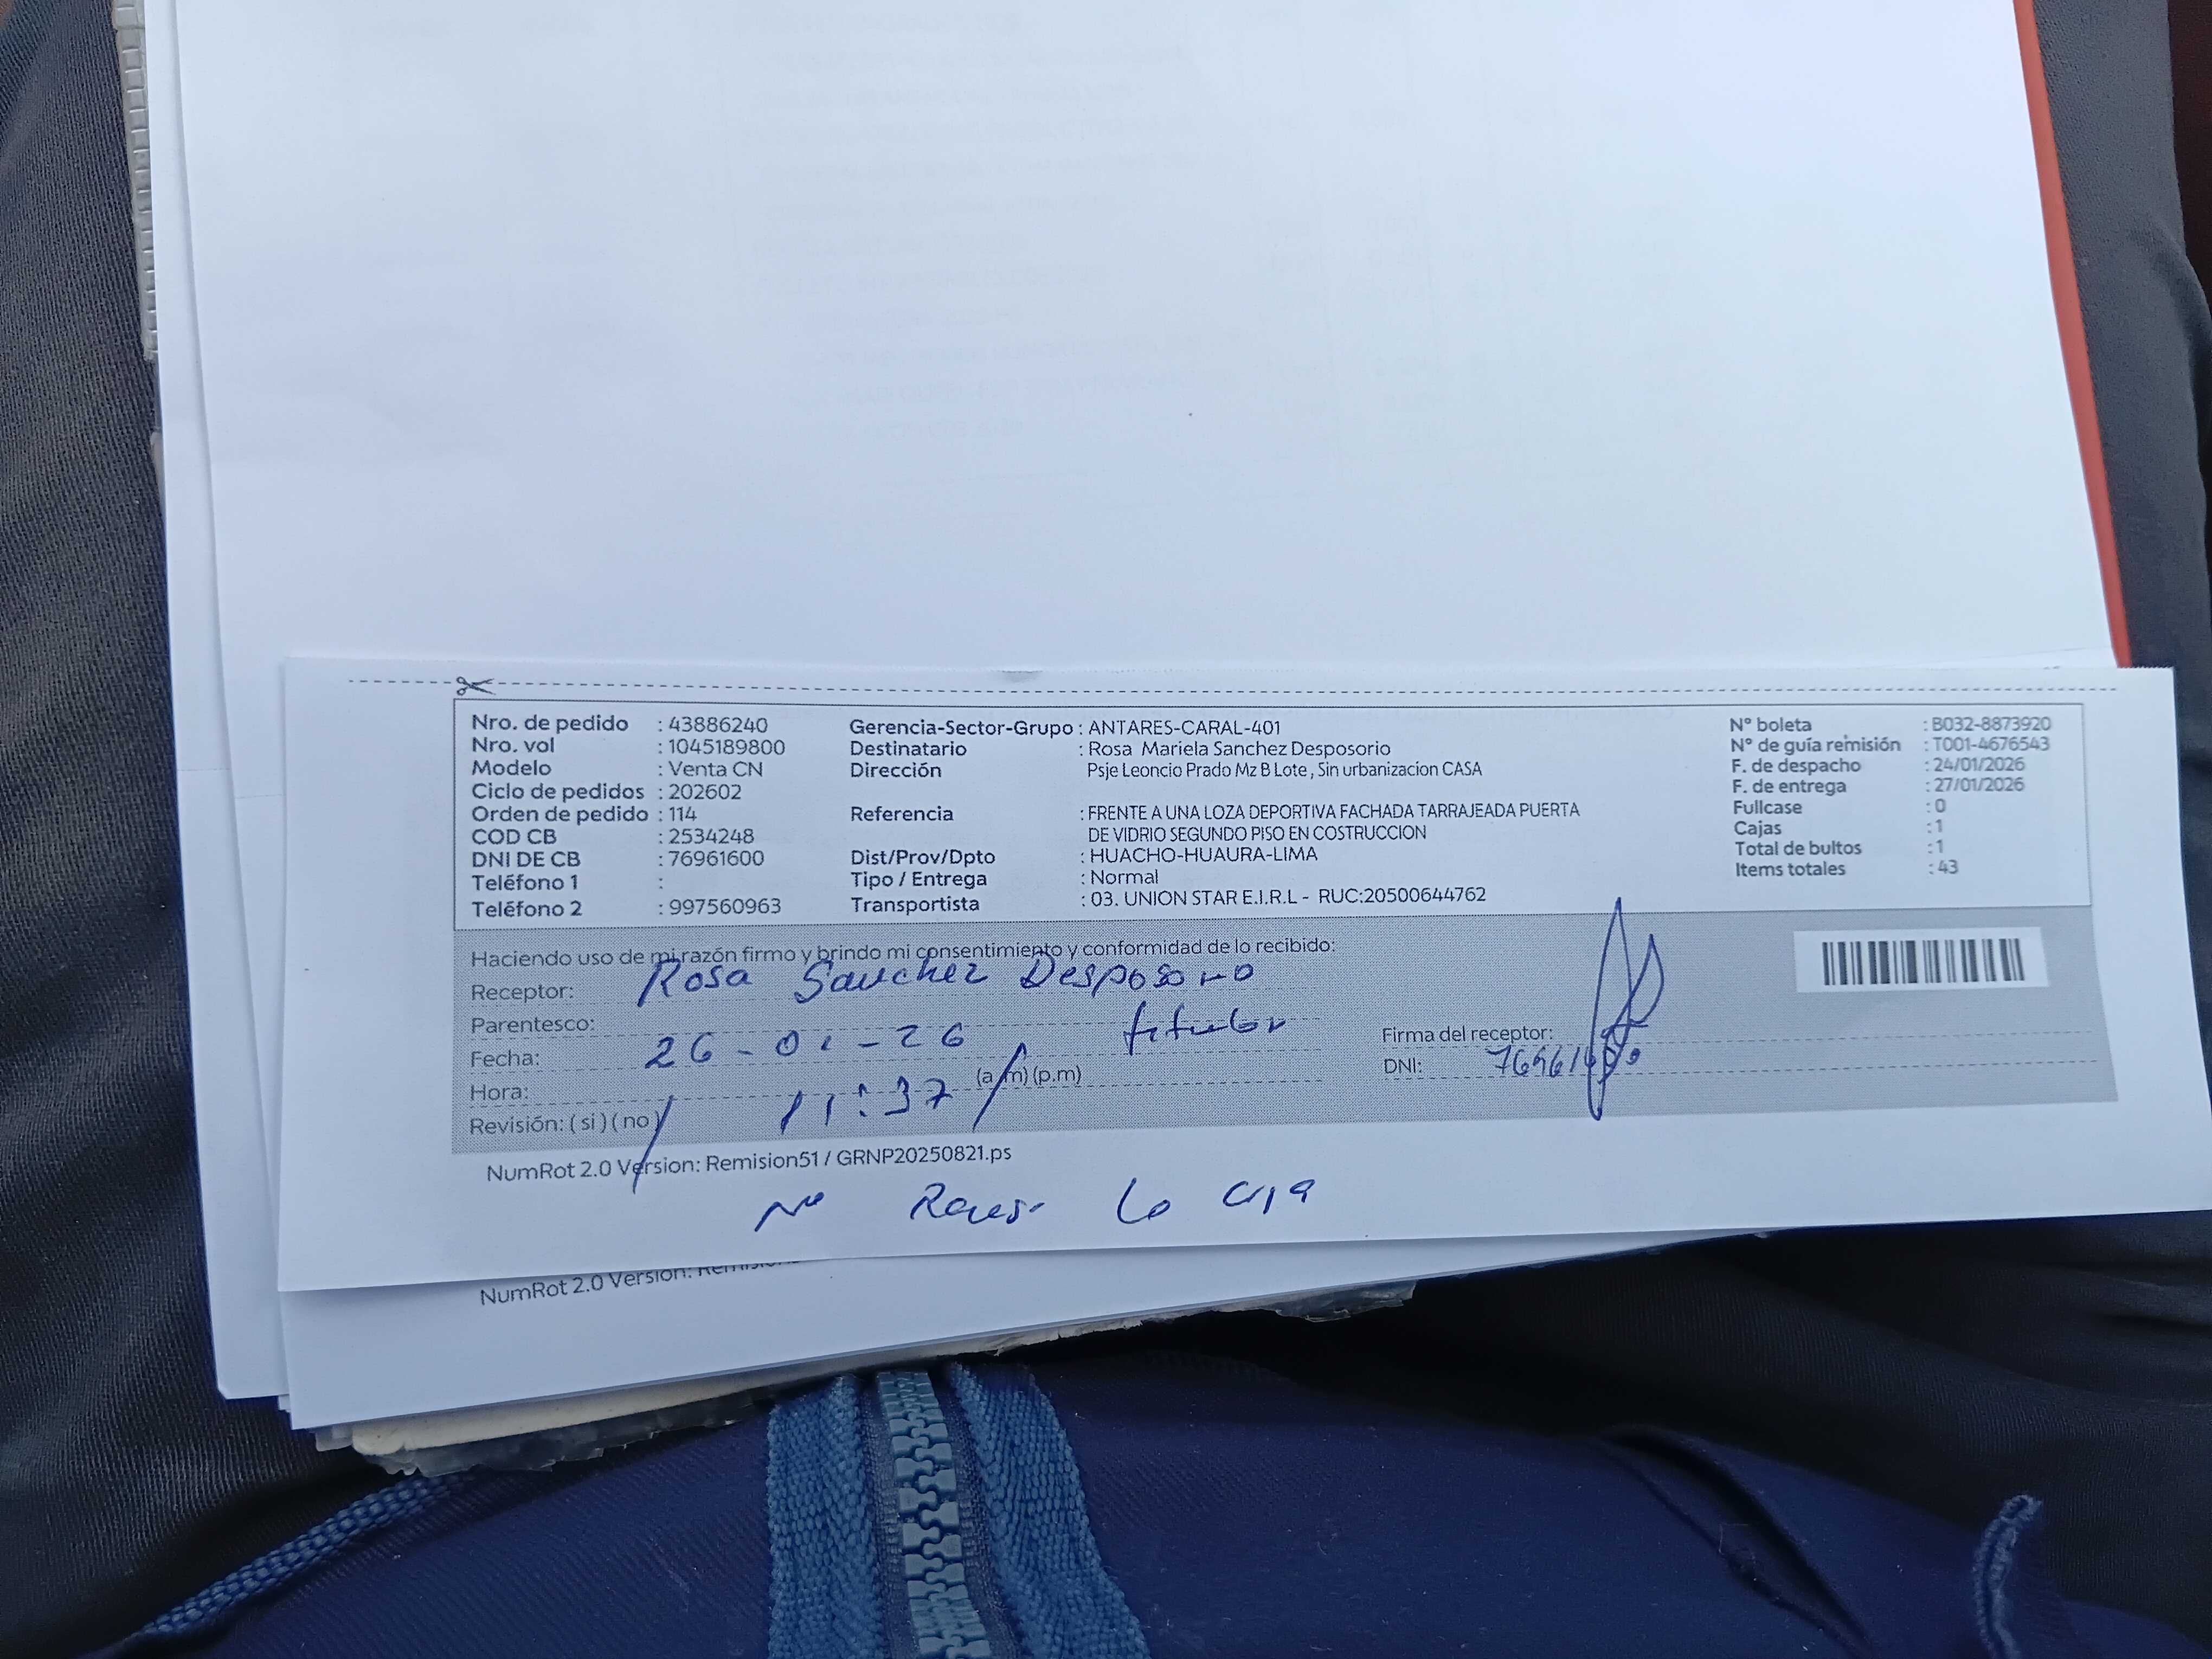 Nro. de pedido : 43886240
Nro. vol : 1045189800
Modelo : Venta CN
Ciclo de pedidos : 202602
Orden de pedido : 114
COD CB : 2534248
DNI DE CB : 76961600
Teléfono 1 :
Teléfono 2 : 997560963
Gerencia-Sector-Grupo : ANTARES-CARAL-401
Destinatario : Rosa Mariela Sanchez Desposorio
Dirección Psje Leoncio Prado Mz B Lote , Sin urbanizacion CASA
Referencia : FRENTE A UNA LOZA DEPORTIVA FACHADA TARRAJEADA PUERTA
DE VIDRIO SEGUNDO PISO EN COSTRUCCION
Dist/Prov/Dpto : HUACHO-HUAURA-LIMA
Tipo / Entrega : Normal
Transportista : 03. UNION STAR E.I.R.L - RUC:20500644762
N° boleta : B032-8873920
N° de guía remisión : T001-4676543
F. de despacho : 24/01/2026
F. de entrega : 27/01/2026
Fullcase : 0
Cajas : 1
Total de bultos : 1
Items totales : 43
Haciendo uso de mi razón firmo y brindo mi consentimiento y conformidad de lo recibido:
Receptor: Rosa Sanchez Desposorio
Parentesco: titular
Fecha: 26-01-26
Hora: 11:37 (a.m) (p.m)
Revisión: ( si ) ( no )
Firma del receptor:
DNI: 76961600
NumRot 2.0 Version: Remision51 / GRNP20250821.ps
No Reviso la caja
NumRot 2.0 Version: